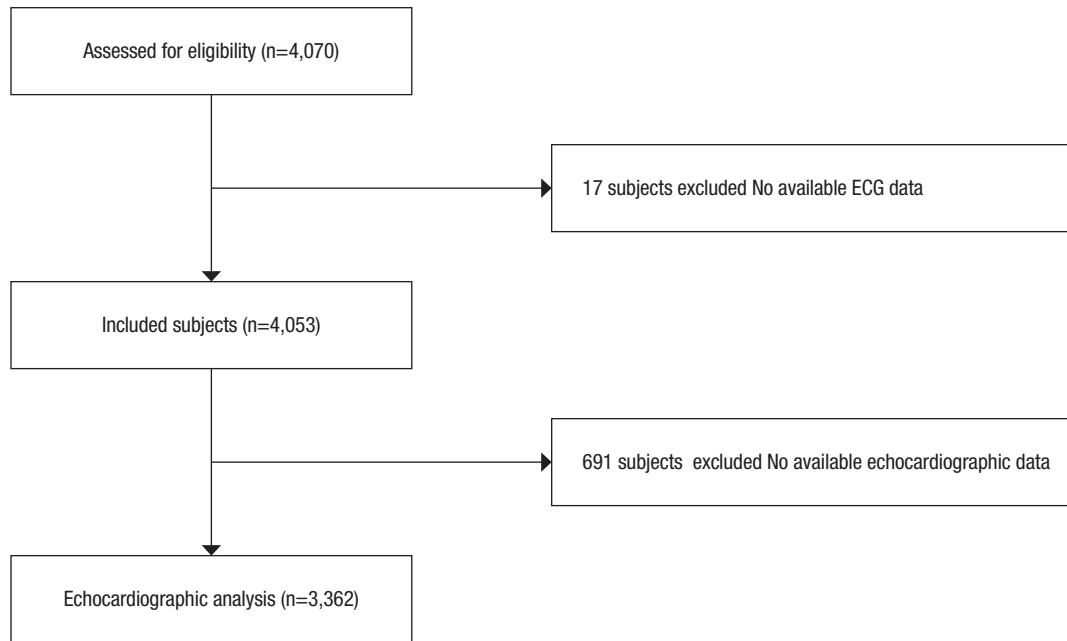 Assessed for eligibility (n=4,070)
17 subjects excluded No available ECG data
Included subjects (n=4,053)
691 subjects  excluded No available echocardiographic data
Echocardiographic analysis (n=3,362)